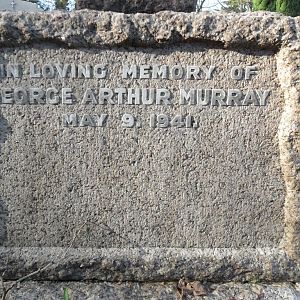 IN LOVING MEMORY OF
GEORGE ARTHUR MURRAY
MAY 9. 1941.